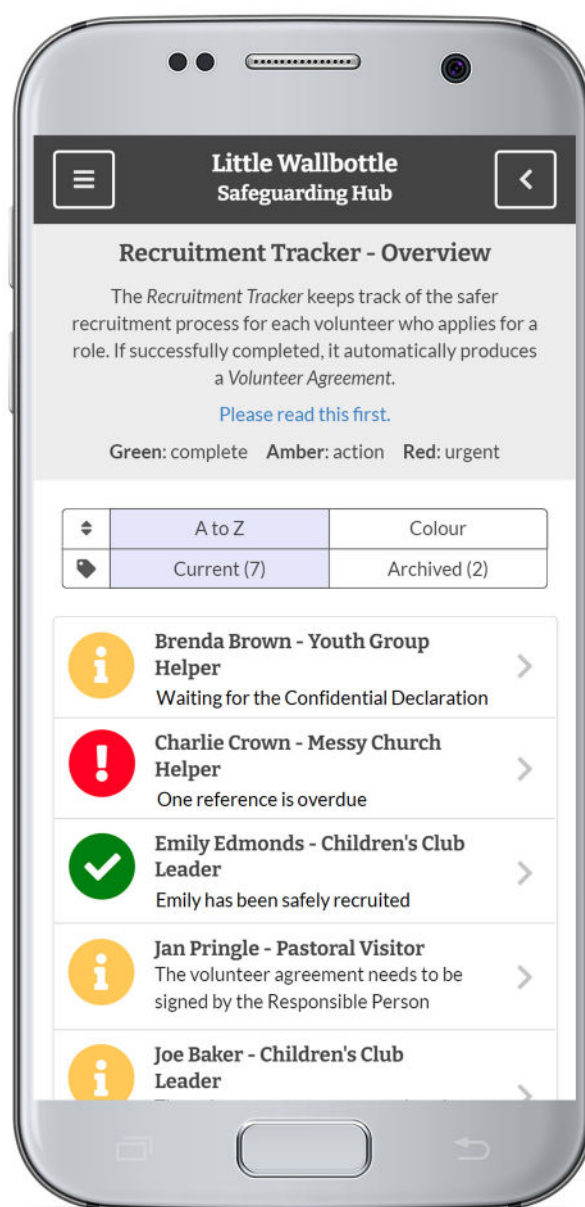 Little Wallbottle
Safeguarding Hub
Recruitment Tracker - Overview
The Recruitment Tracker keeps track of the safer
recruitment process for each volunteer who applies for a
role. If successfully completed, it automatically produces
a Volunteer Agreement.
Please read this first.
Green: complete Amber: action Red: urgent
A to Z Colour
Current (7) Archived (2)
Brenda Brown - Youth Group
Helper
Waiting for the Confidential Declaration
Charlie Crown - Messy Church
Helper
One reference is overdue
Emily Edmonds - Children's Club
Leader
Emily has been safely recruited
Jan Pringle - Pastoral Visitor
The volunteer agreement needs to be
signed by the Responsible Person
Joe Baker - Children's Club
Leader